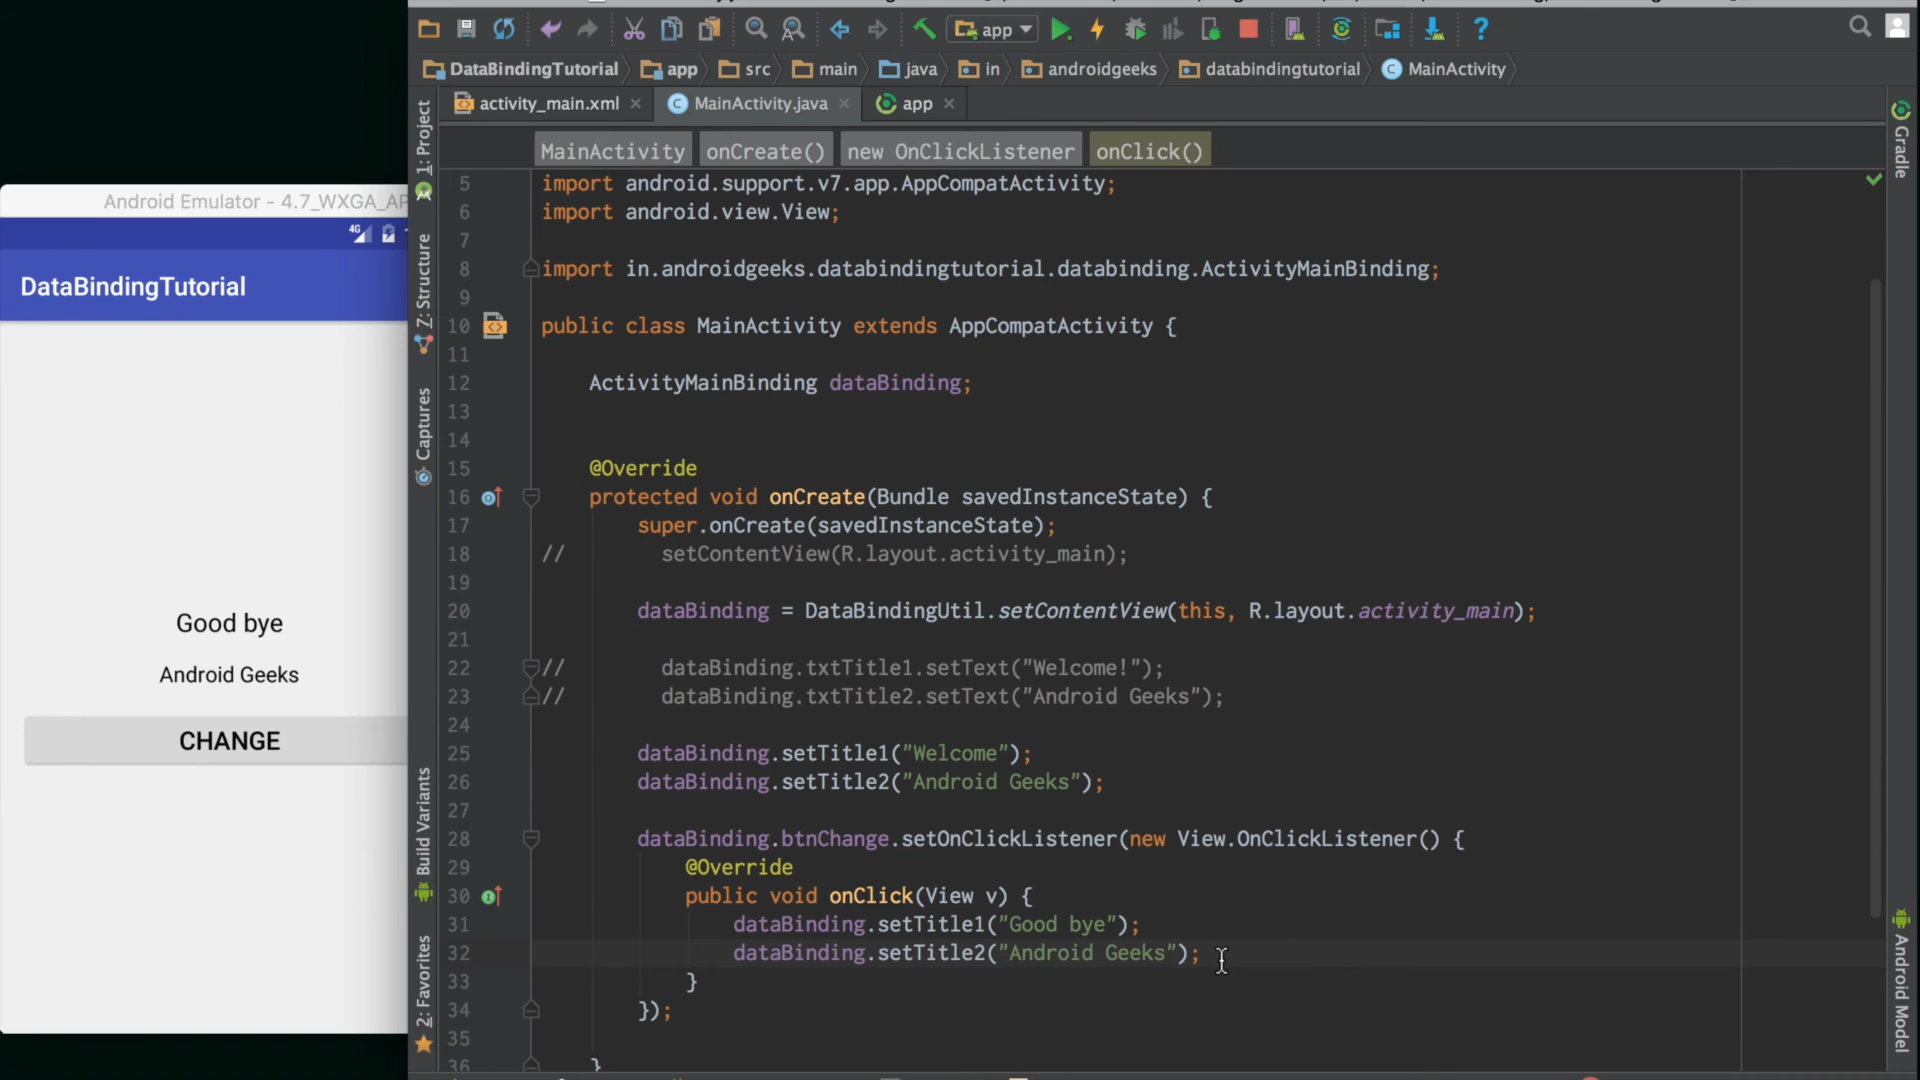 app
DataBindingTutorial
app
src
main
java
in
androidgeeks
databindingtutorial
MainActivity
activity_main.xml
MainActivity.java
app
MainActivity
onCreate()
new OnClickListener
onClick()
1: Project
Z: Structure
Captures
Build Variants
2: Favorites
Gradle
Android Model
Android Emulator - 4.7_WXGA_AP
4G
DataBindingTutorial
Good bye
Android Geeks
CHANGE
5 import android.support.v7.app.AppCompatActivity;
6 import android.view.View;
7
8 import in.androidgeeks.databindingtutorial.databinding.ActivityMainBinding;
9
10 public class MainActivity extends AppCompatActivity {
11
12 ActivityMainBinding dataBinding;
13
14
15 @Override
16 protected void onCreate(Bundle savedInstanceState) {
17 super.onCreate(savedInstanceState);
18 // setContentView(R.layout.activity_main);
19
20 dataBinding = DataBindingUtil.setContentView(this, R.layout.activity_main);
21
22 // dataBinding.txtTitle1.setText("Welcome!");
23 // dataBinding.txtTitle2.setText("Android Geeks");
24
25 dataBinding.setTitle1("Welcome");
26 dataBinding.setTitle2("Android Geeks");
27
28 dataBinding.btnChange.setOnClickListener(new View.OnClickListener() {
29 @Override
30 public void onClick(View v) {
31 dataBinding.setTitle1("Good bye");
32 dataBinding.setTitle2("Android Geeks");
33 }
34 });
35
36 }